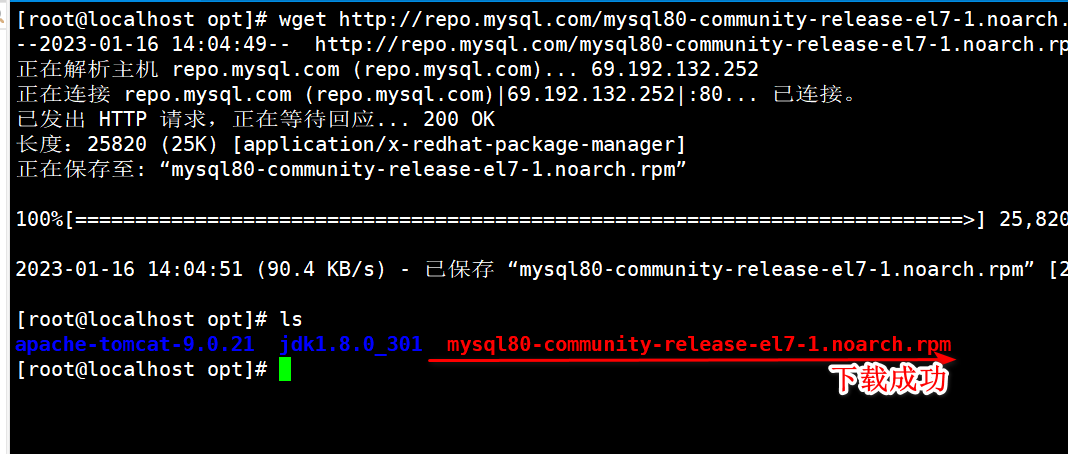 [root@localhost opt]# wget http://repo.mysql.com/mysql80-community-release-el7-1.noarch.
--2023-01-16 14:04:49--  http://repo.mysql.com/mysql80-community-release-el7-1.noarch.rp
正在解析主机 repo.mysql.com (repo.mysql.com)... 69.192.132.252
正在连接 repo.mysql.com (repo.mysql.com)|69.192.132.252|:80... 已连接。
已发出 HTTP 请求，正在等待回应... 200 OK
长度：25820 (25K) [application/x-redhat-package-manager]
正在保存至: “mysql80-community-release-el7-1.noarch.rpm”
100%[==========================================================================>] 25,820
2023-01-16 14:04:51 (90.4 KB/s) - 已保存 “mysql80-community-release-el7-1.noarch.rpm” [2
[root@localhost opt]# ls
apache-tomcat-9.0.21  jdk1.8.0_301  mysql80-community-release-el7-1.noarch.rpm
[root@localhost opt]#
下载成功